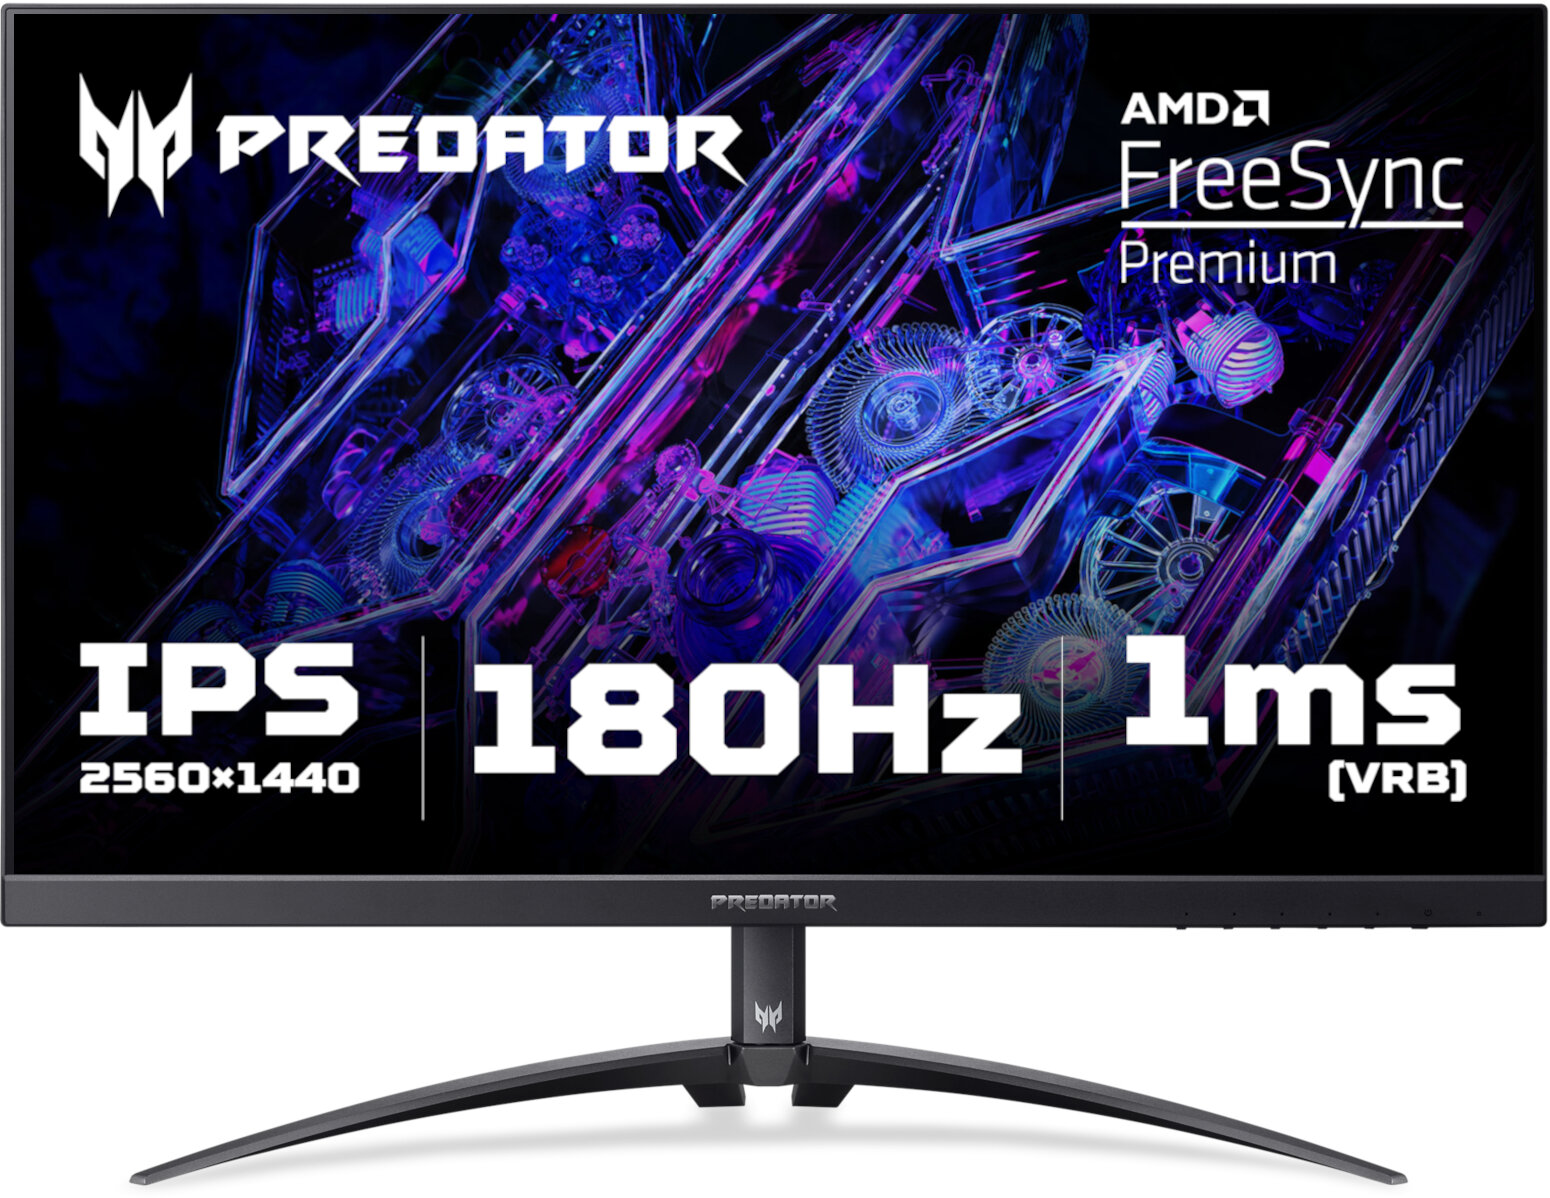 PREDATOR
AMD
FreeSync
Premium
IPS
2560×1440
180Hz
1ms
(VRB)
PREDATOR